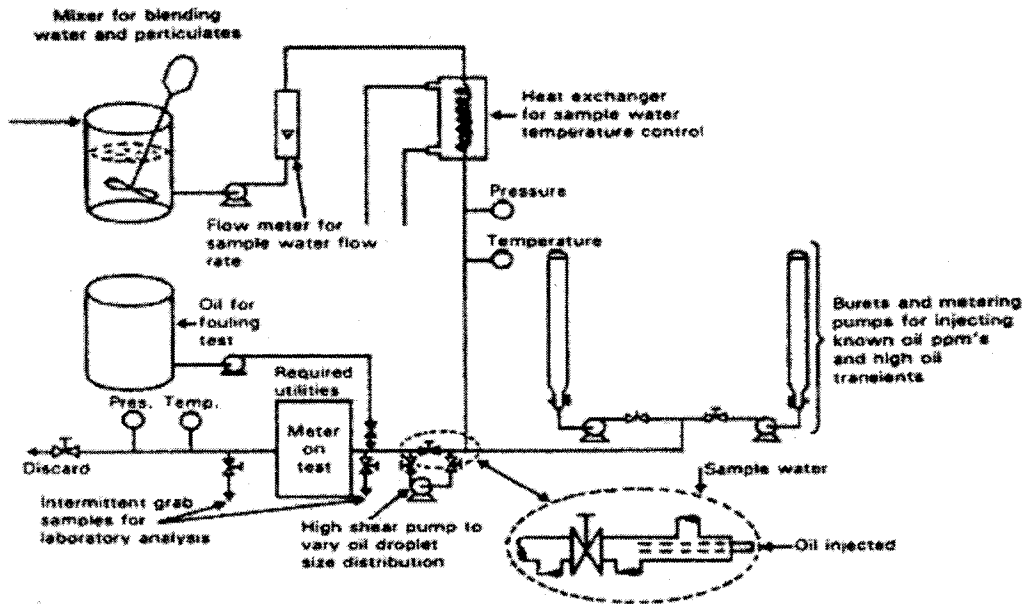 Mixer for blending
water and particulates
Heat exchanger
for sample water
temperature control
Flow meter for
sample water flow
rate
Pressure
Temperature
Oil for
fouling
test
Burets and metering
pumps for injecting
known oil ppm's
and high oil
transients
Required
utilities
Pres. Temp.
Meter
on
test
Discard
Sample water
Intermittent grab
samples for
laboratory analysis
High shear pump to
vary oil droplet
size distribution
Oil injected